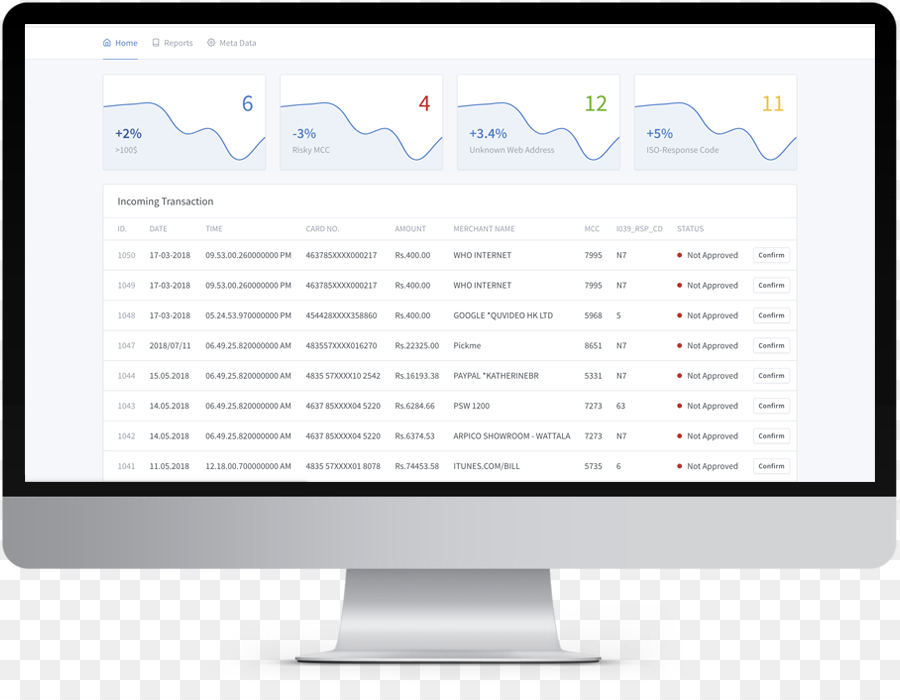 Home Reports Meta Data
6 4 12 11
+2% -3% +3.4% +5%
>100$ Risky MCC Unknown Web Address ISO-Response Code
Incoming Transaction
ID. DATE TIME CARD NO. AMOUNT MERCHANT NAME MCC I039_RSP_CD STATUS
1050 17-03-2018 09.53.00.260000000 PM 463785XXXX000217 Rs.400.00 WHO INTERNET 7995 N7 Not Approved Confirm
1049 17-03-2018 09.53.00.260000000 PM 463785XXXX000217 Rs.400.00 WHO INTERNET 7995 N7 Not Approved Confirm
1048 17-03-2018 05.24.53.970000000 PM 454428XXXX358860 Rs.400.00 GOOGLE *QUVIDEO HK LTD 5968 5 Not Approved Confirm
1047 2018/07/11 06.49.25.820000000 AM 483557XXXX016270 Rs.22325.00 Pickme 8651 N7 Not Approved Confirm
1044 15.05.2018 06.49.25.820000000 AM 4835 57XXXX10 2542 Rs.16193.38 PAYPAL *KATHERINEBR 5331 N7 Not Approved Confirm
1043 14.05.2018 06.49.25.820000000 AM 4637 85XXXX04 5220 Rs.6284.66 PSW 1200 7273 63 Not Approved Confirm
1042 14.05.2018 06.49.25.820000000 AM 4637 85XXXX04 5220 Rs.6374.53 ARPICO SHOWROOM - WATTALA 7273 N7 Not Approved Confirm
1041 11.05.2018 12.18.00.700000000 AM 4835 57XXXX01 8078 Rs.74453.58 ITUNES.COM/BILL 5735 6 Not Approved Confirm